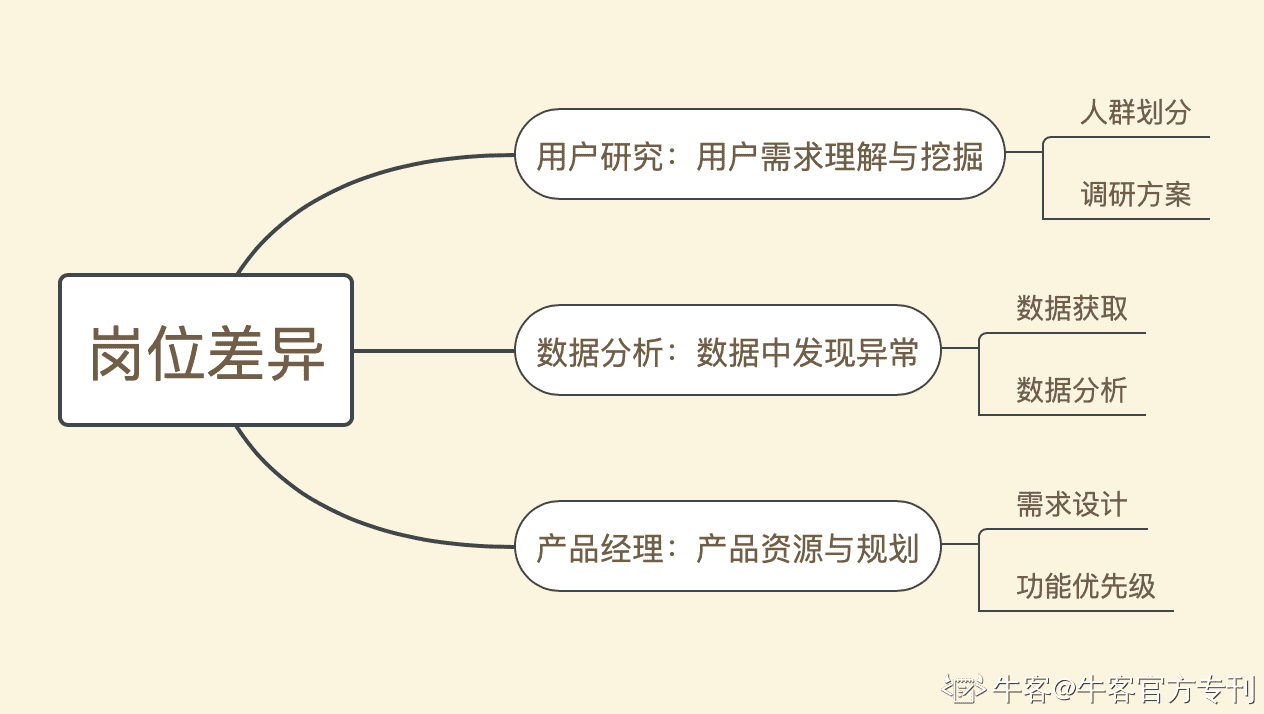 岗位差异
用户研究：用户需求理解与挖掘
人群划分
调研方案
数据分析：数据中发现异常
数据获取
数据分析
产品经理：产品资源与规划
需求设计
功能优先级
牛客@牛客官方专刊